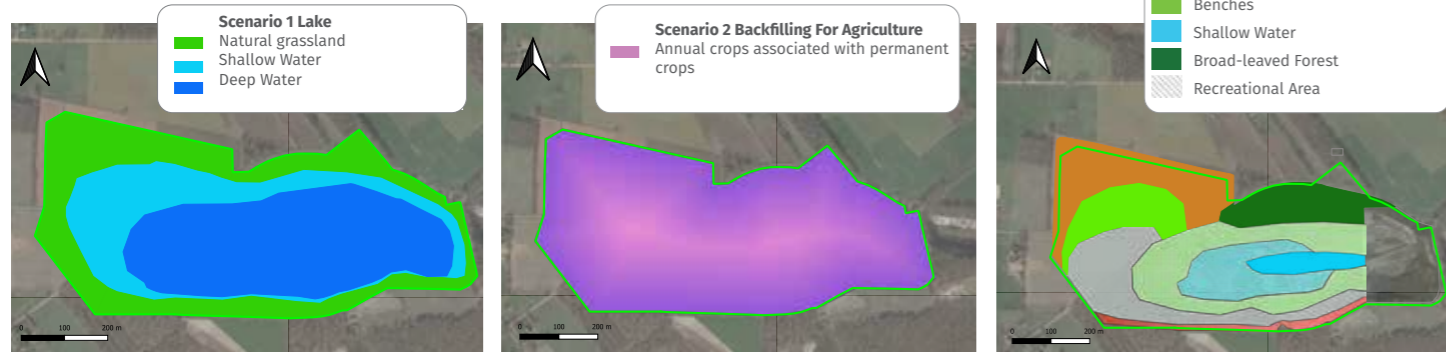 Scenario 1 Lake
Natural grassland
Shallow Water
Deep Water
0 100 200 m
Scenario 2 Backfilling For Agriculture
Annual crops associated with permanent
crops
0 100 200 m
Benches
Shallow Water
Broad-leaved Forest
Recreational Area
0 100 200 m